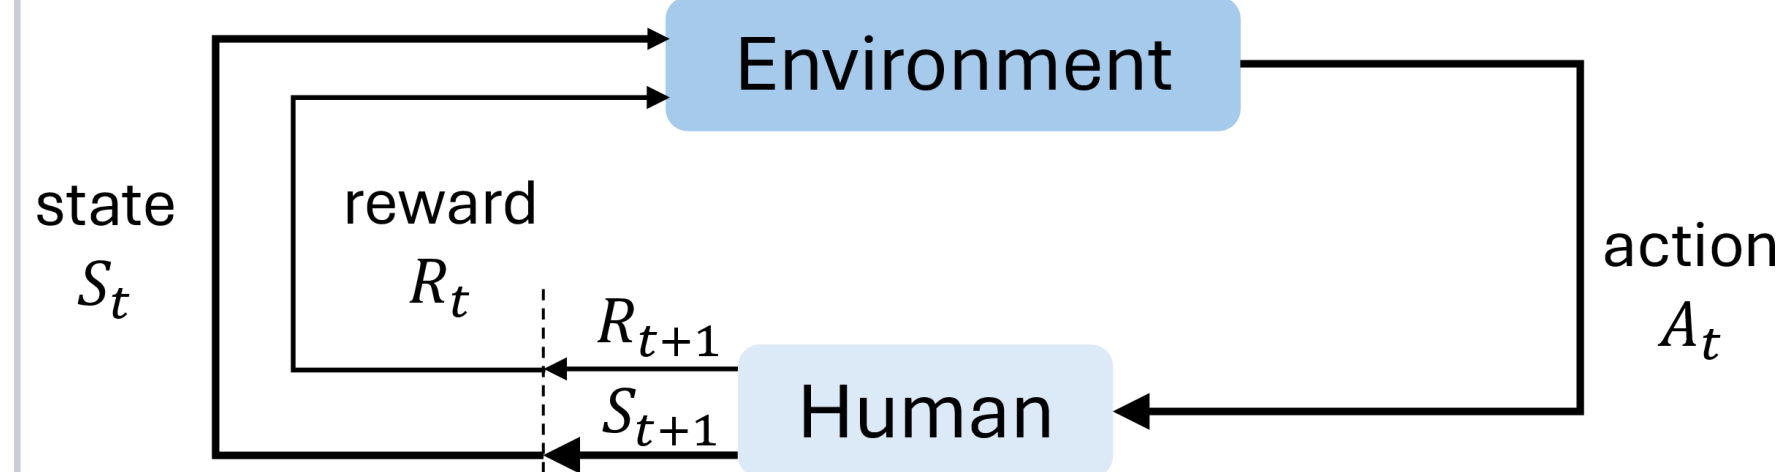 Environment
state
S_t
reward
R_t
R_{t+1}
S_{t+1}
Human
action
A_t